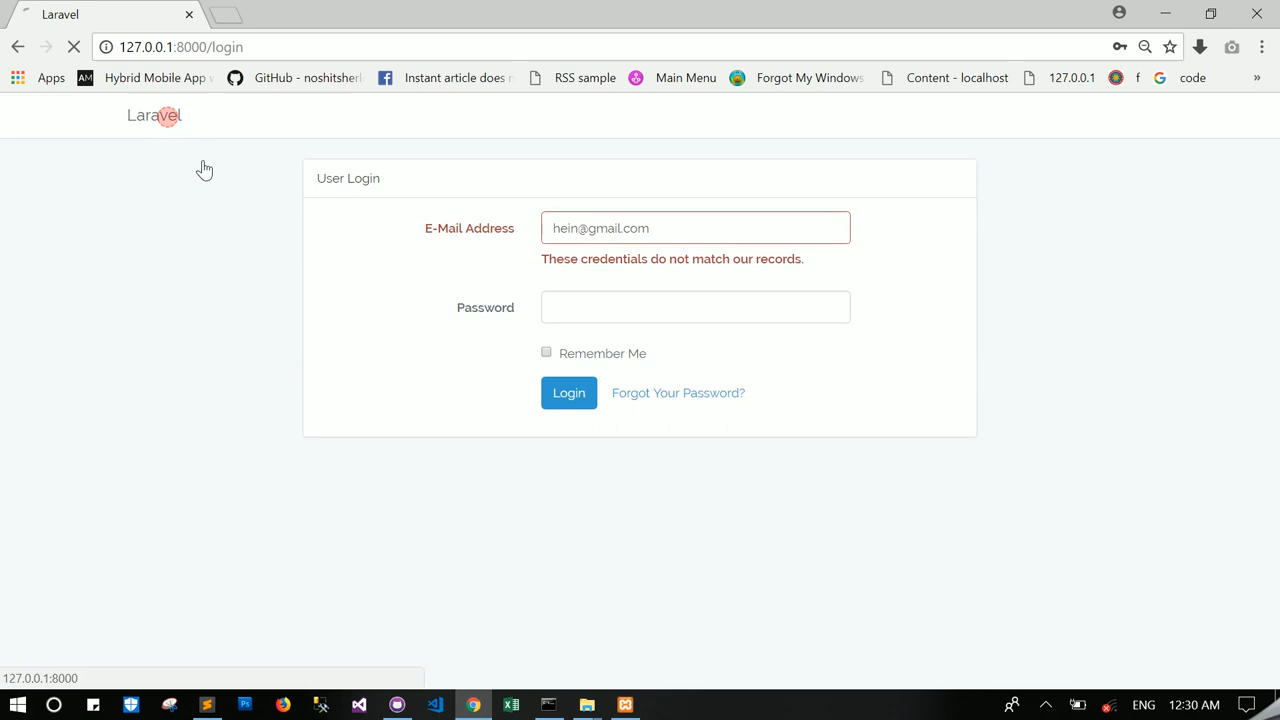 Laravel
127.0.0.1:8000/login
Apps
Hybrid Mobile App w
GitHub - noshitsherl
Instant article does n
RSS sample
Main Menu
Forgot My Windows
Content - localhost
127.0.0.1
f
code
»
Laravel
User Login
E-Mail Address
hein@gmail.com
These credentials do not match our records.
Password
Remember Me
Login
Forgot Your Password?
127.0.0.1:8000
ENG
12:30 AM